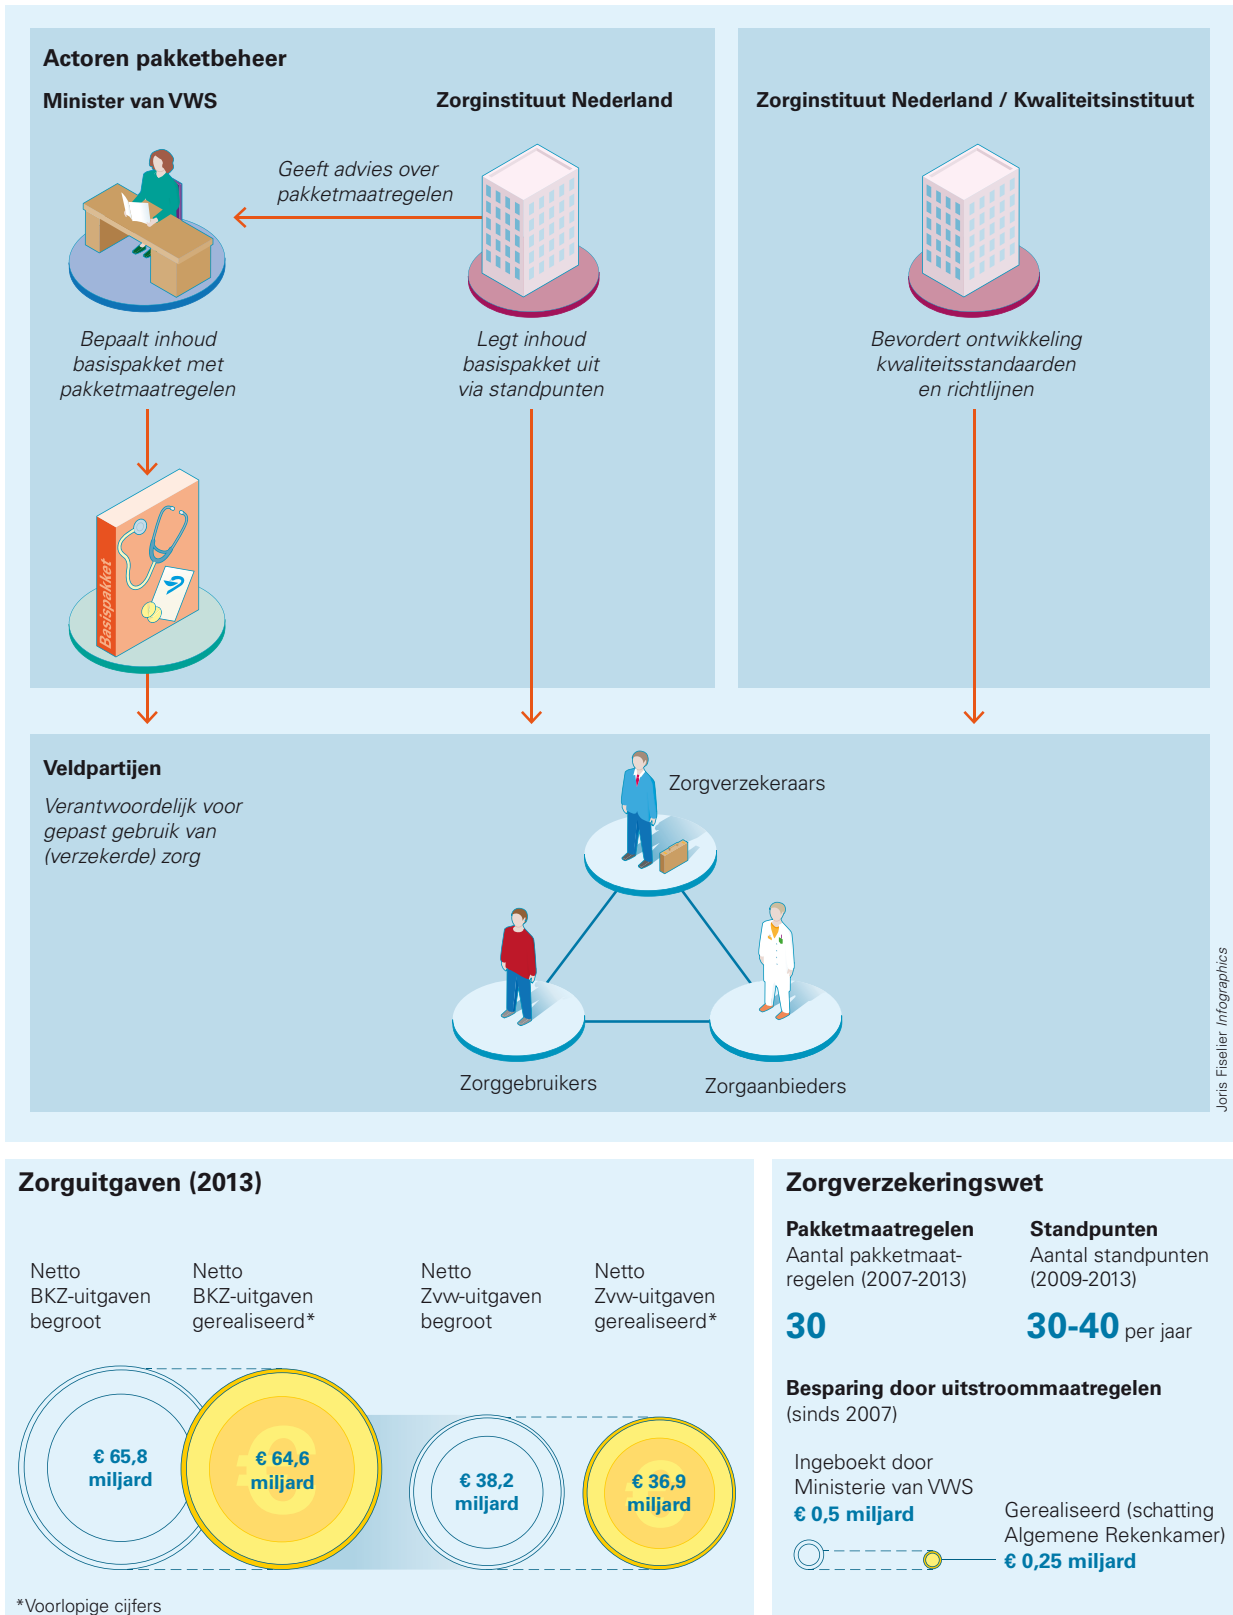 Actoren pakketbeheer
Minister van VWS
Zorginstituut Nederland
Zorginstituut Nederland / Kwaliteitsinstituut
Geeft advies over
pakketmaatregelen
Bepaalt inhoud
basispakket met
pakketmaatregelen
Legt inhoud
basispakket uit
via standpunten
Bevordert ontwikkeling
kwaliteitsstandaarden
en richtlijnen
Basispakket
Veldpartijen
Verantwoordelijk voor
gepast gebruik van
(verzekerde) zorg
Zorgverzekeraars
Zorggebruikers
Zorgaanbieders
Joris Fiselier Infographics
Zorguitgaven (2013)
Netto
BKZ-uitgaven
begroot
Netto
BKZ-uitgaven
gerealiseerd*
Netto
Zvw-uitgaven
begroot
Netto
Zvw-uitgaven
gerealiseerd*
€ 65,8
miljard
€ 64,6
miljard
€ 38,2
miljard
€ 36,9
miljard
*Voorlopige cijfers
Zorgverzekeringswet
Pakketmaatregelen
Aantal pakketmaat-
regelen (2007-2013)
30
Standpunten
Aantal standpunten
(2009-2013)
30-40 per jaar
Besparing door uitstroommaatregelen
(sinds 2007)
Ingeboekt door
Ministerie van VWS
€ 0,5 miljard
Gerealiseerd (schatting
Algemene Rekenkamer)
€ 0,25 miljard